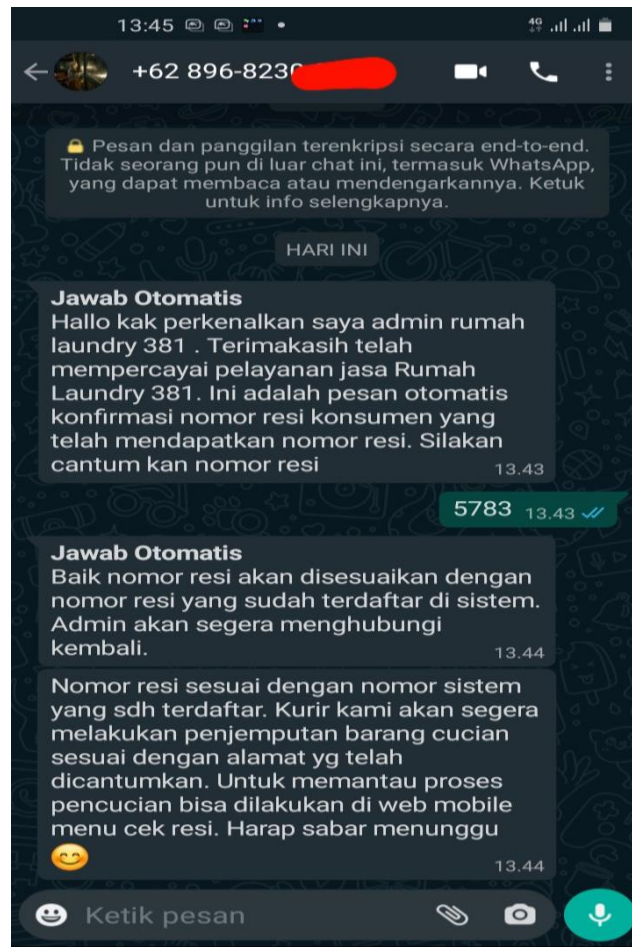 13:45
4G
+62 896-8230
Pesan dan panggilan terenkripsi secara end-to-end.
Tidak seorang pun di luar chat ini, termasuk WhatsApp,
yang dapat membaca atau mendengarkannya. Ketuk
untuk info selengkapnya.
HARI INI
Jawab Otomatis
Hallo kak perkenalkan saya admin rumah
laundry 381 . Terimakasih telah
mempercayai pelayanan jasa Rumah
Laundry 381. Ini adalah pesan otomatis
konfirmasi nomor resi konsumen yang
telah mendapatkan nomor resi. Silakan
cantum kan nomor resi
13.43
5783 13.43
Jawab Otomatis
Baik nomor resi akan disesuaikan dengan
nomor resi yang sudah terdaftar di sistem.
Admin akan segera menghubungi
kembali.
13.44
Nomor resi sesuai dengan nomor sistem
yang sdh terdaftar. Kurir kami akan segera
melakukan penjemputan barang cucian
sesuai dengan alamat yg telah
dicantumkan. Untuk memantau proses
pencucian bisa dilakukan di web mobile
menu cek resi. Harap sabar menunggu
😊
13.44
Ketik pesan